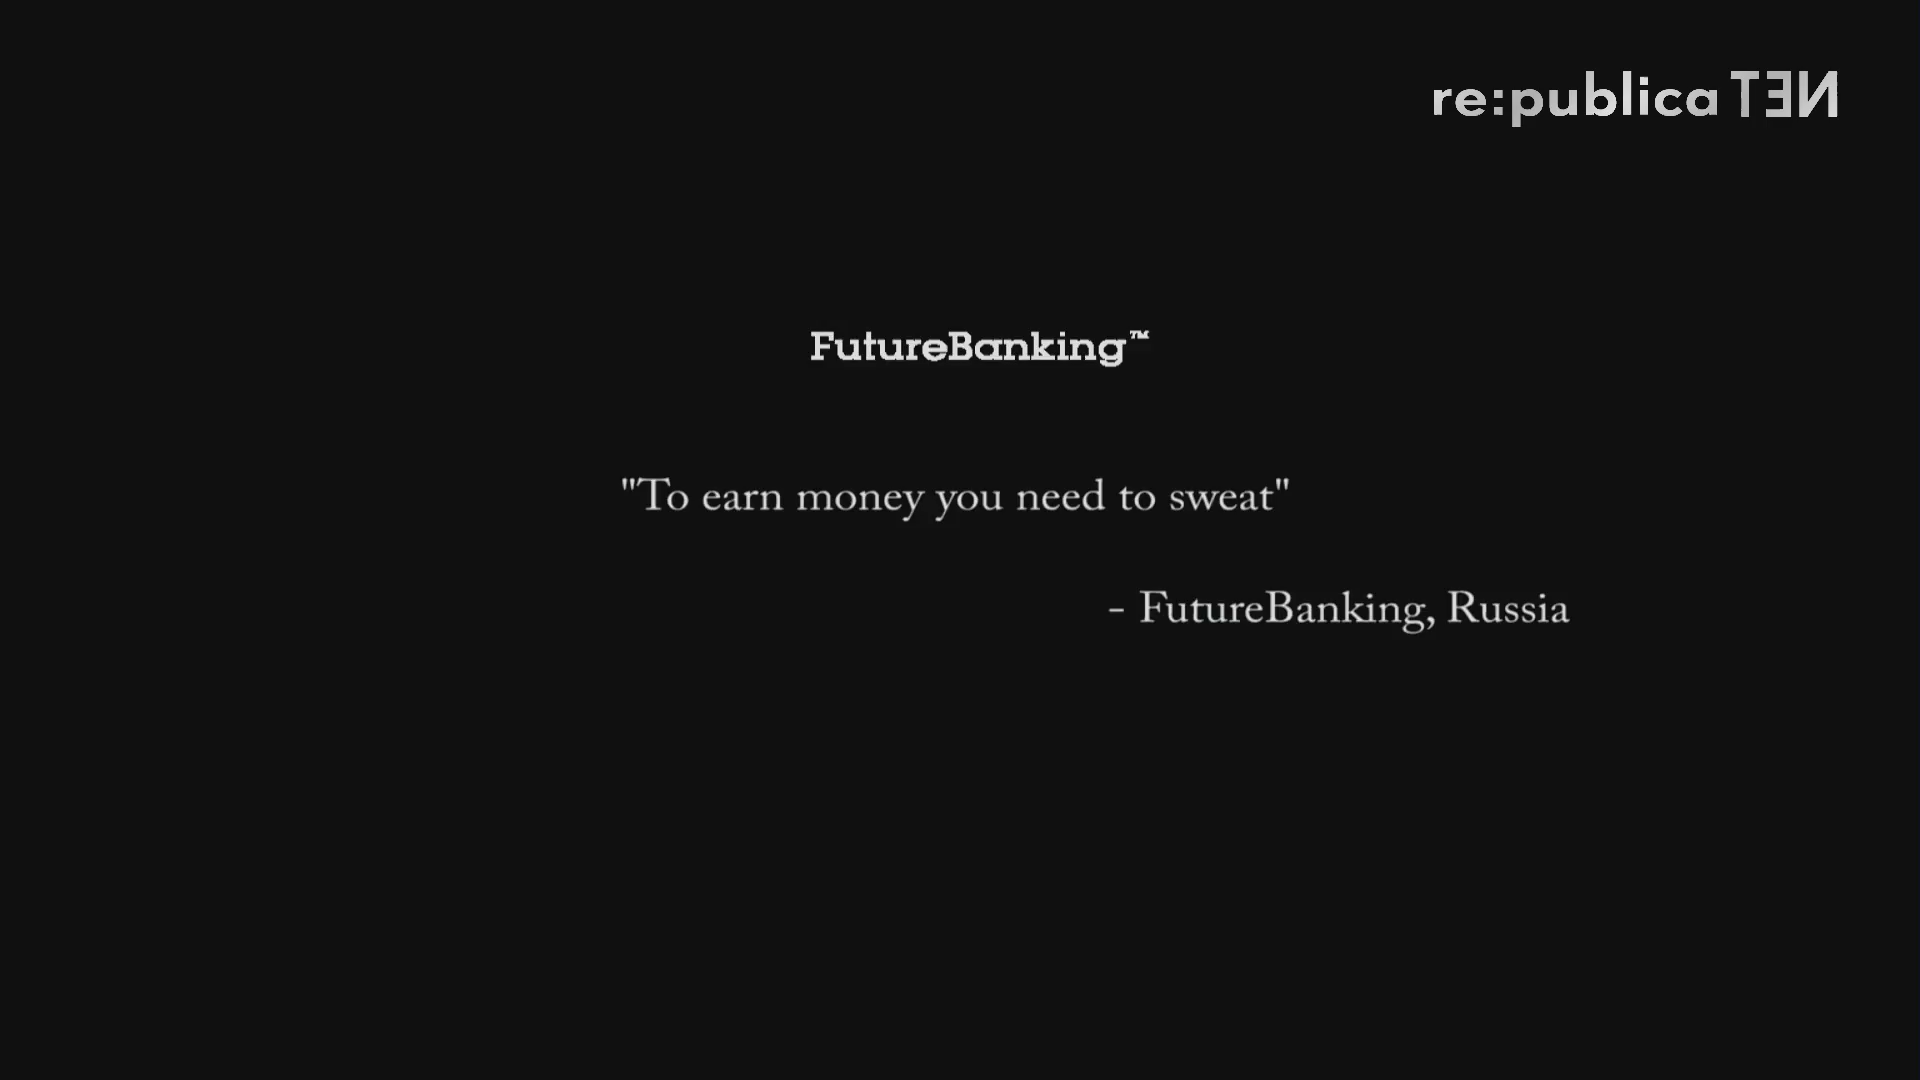 re:publica TEN
FutureBanking™
"To earn money you need to sweat"
- FutureBanking, Russia